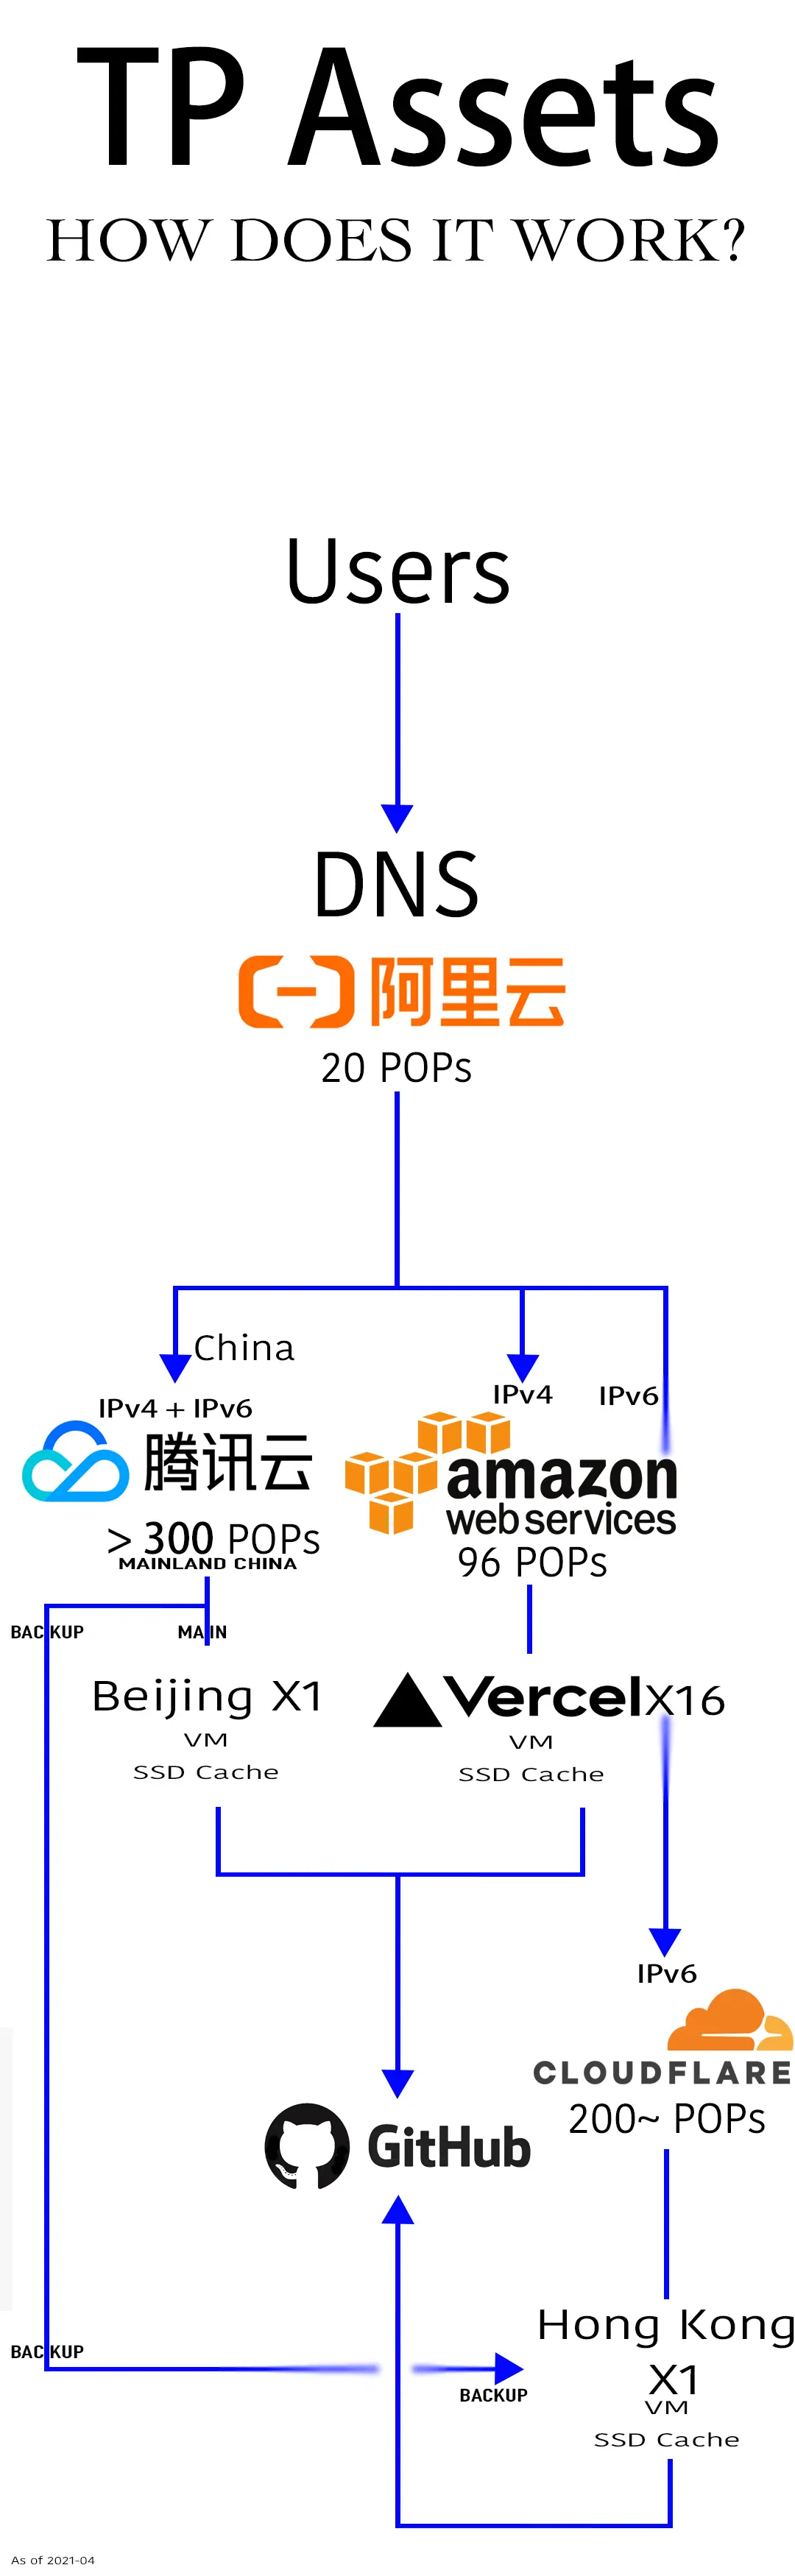 TP Assets
HOW DOES IT WORK?
Users
DNS
阿里云
20 POPs
China
IPv4 + IPv6
腾讯云
> 300 POPs
MAINLAND CHINA
IPv4
IPv6
amazon
web services
96 POPs
BACKUP
MAIN
Beijing X1
VM
SSD Cache
Vercel X16
VM
SSD Cache
IPv6
CLOUDFLARE
200~ POPs
GitHub
Hong Kong
X1
VM
SSD Cache
BACKUP
BACKUP
As of 2021-04